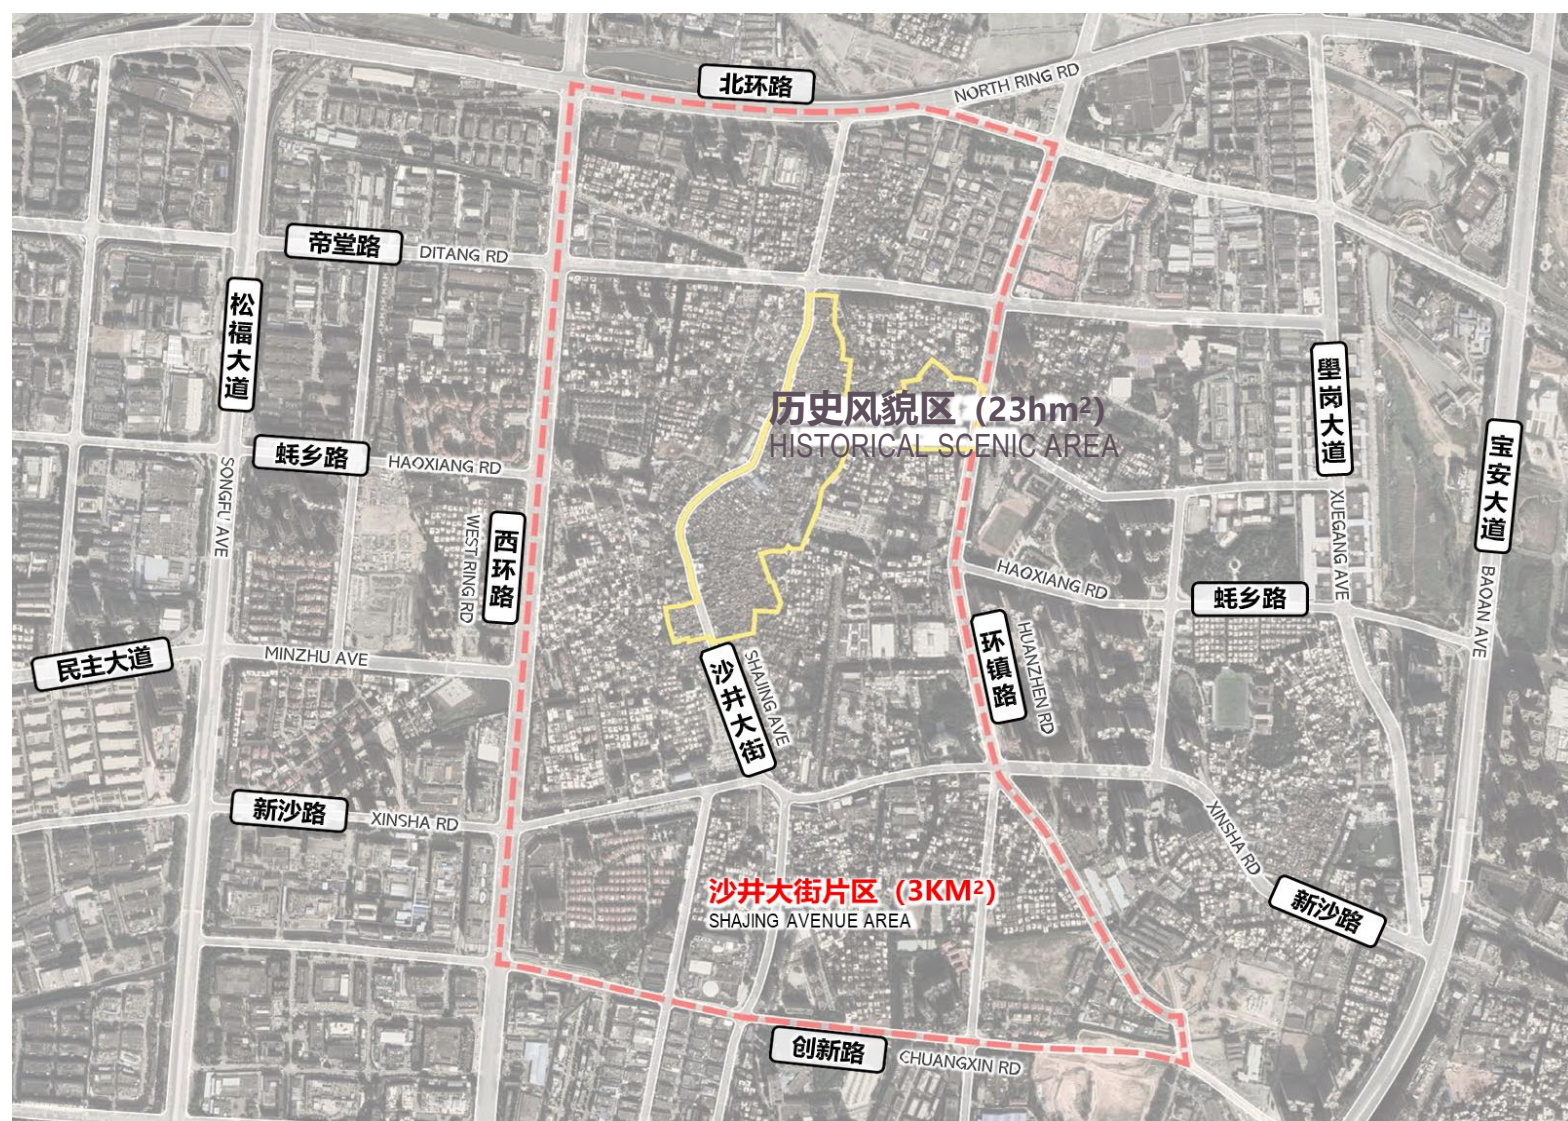 北环路
NORTH RING RD
帝堂路
DITANG RD
松福大道
SONGFU AVE
蚝乡路
HAOXIANG RD
西环路
WEST RING RD
历史风貌区（23hm²）
HISTORICAL SCENIC AREA
壆岗大道
XUEGANG AVE
宝安大道
BAOAN AVE
HAOXIANG RD
蚝乡路
环镇路
HUANZHEN RD
民主大道
MINZHU AVE
沙井大街
SHAJING AVE
新沙路
XINSHA RD
XINSHA RD
新沙路
沙井大街片区（3KM²）
SHAJING AVENUE AREA
创新路
CHUANGXIN RD